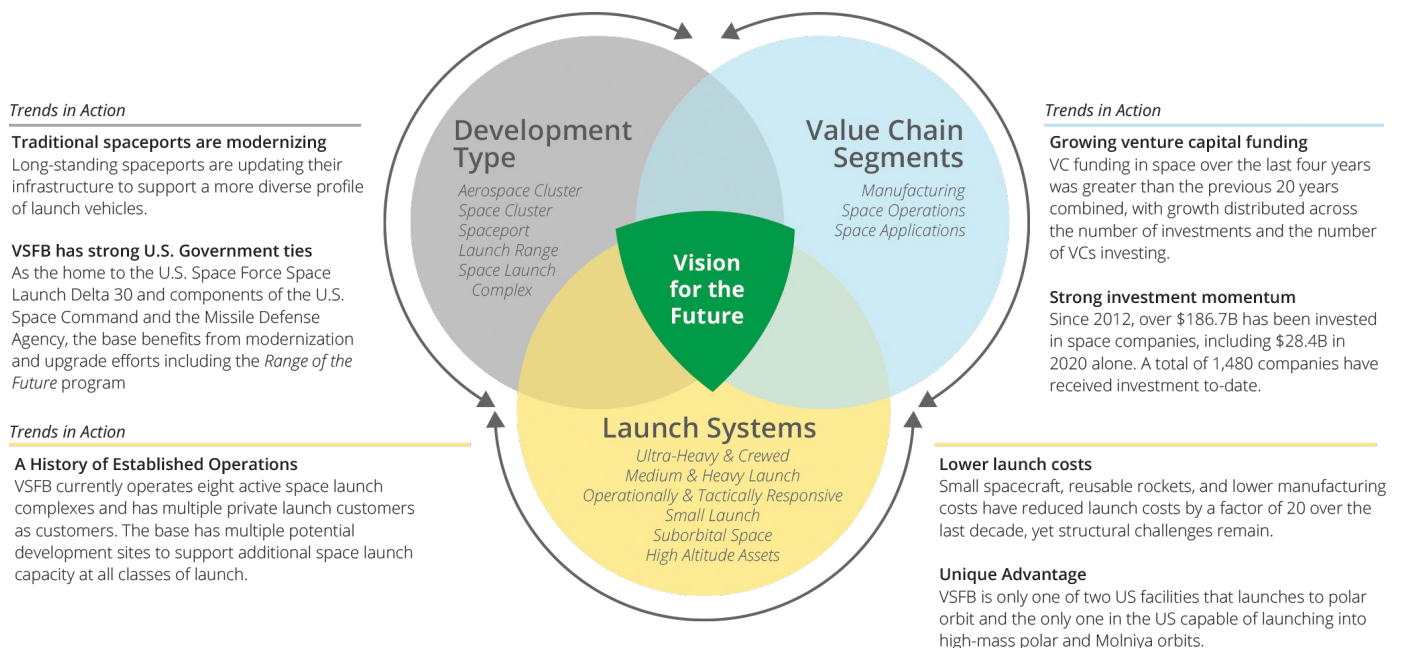 Trends in Action
Traditional spaceports are modernizing
Long-standing spaceports are updating their
infrastructure to support a more diverse profile
of launch vehicles.
VSFB has strong U.S. Government ties
As the home to the U.S. Space Force Space
Launch Delta 30 and components of the U.S.
Space Command and the Missile Defense
Agency, the base benefits from modernization
and upgrade efforts including the Range of the
Future program
Development
Type
Aerospace Cluster
Space Cluster
Spaceport
Launch Range
Space Launch
Complex
Value Chain
Segments
Manufacturing
Space Operations
Space Applications
Vision
for the
Future
Trends in Action
Growing venture capital funding
VC funding in space over the last four years
was greater than the previous 20 years
combined, with growth distributed across
the number of investments and the number
of VCs investing.
Strong investment momentum
Since 2012, over $186.7B has been invested
in space companies, including $28.4B in
2020 alone. A total of 1,480 companies have
received investment to-date.
Trends in Action
A History of Established Operations
VSFB currently operates eight active space launch
complexes and has multiple private launch customers
as customers. The base has multiple potential
development sites to support additional space launch
capacity at all classes of launch.
Launch Systems
Ultra-Heavy & Crewed
Medium & Heavy Launch
Operationally & Tactically Responsive
Small Launch
Suborbital Space
High Altitude Assets
Lower launch costs
Small spacecraft, reusable rockets, and lower manufacturing
costs have reduced launch costs by a factor of 20 over the
last decade, yet structural challenges remain.
Unique Advantage
VSFB is only one of two US facilities that launches to polar
orbit and the only one in the US capable of launching into
high-mass polar and Molniya orbits.